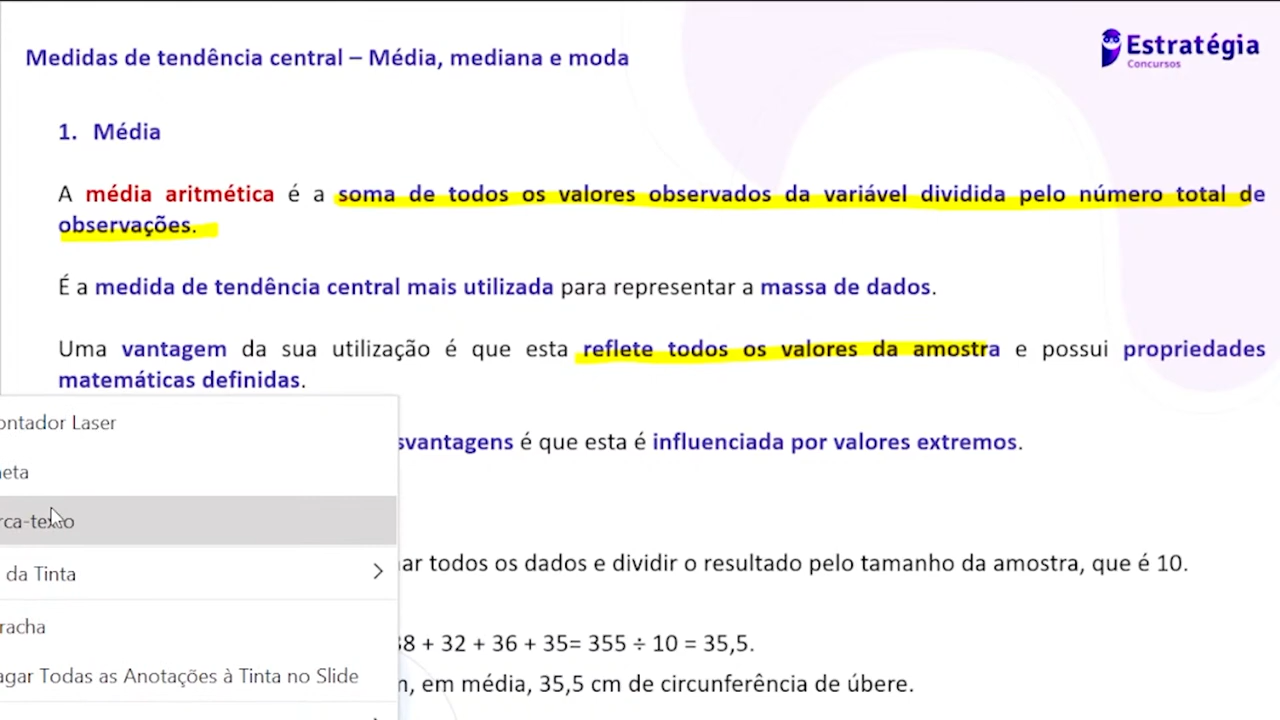 Medidas de tendência central – Média, mediana e moda
Estratégia
Concursos
1. Média
A média aritmética é a soma de todos os valores observados da variável dividida pelo número total de
observações.
É a medida de tendência central mais utilizada para representar a massa de dados.
Uma vantagem da sua utilização é que esta reflete todos os valores da amostra e possui propriedades
matemáticas definidas.
ontador Laser
svantagens é que esta é influenciada por valores extremos.
neta
rca-texto
ar todos os dados e dividir o resultado pelo tamanho da amostra, que é 10.
da Tinta
racha
38 + 32 + 36 + 35= 355 ÷ 10 = 35,5.
agar Todas as Anotações à Tinta no Slide
m, em média, 35,5 cm de circunferência de úbere.